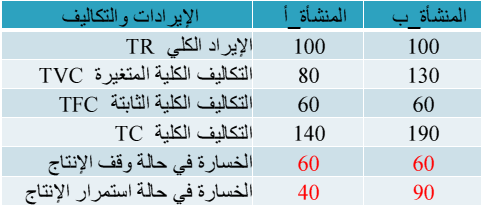 الإيرادات والتكاليف المنشأة_أ المنشأة_ب
الإيراد الكلي TR 100 100
التكاليف الكلية المتغيرة TVC 80 130
التكاليف الكلية الثابتة TFC 60 60
التكاليف الكلية TC 140 190
الخسارة في حالة وقف الإنتاج 60 60
الخسارة في حالة استمرار الإنتاج 40 90